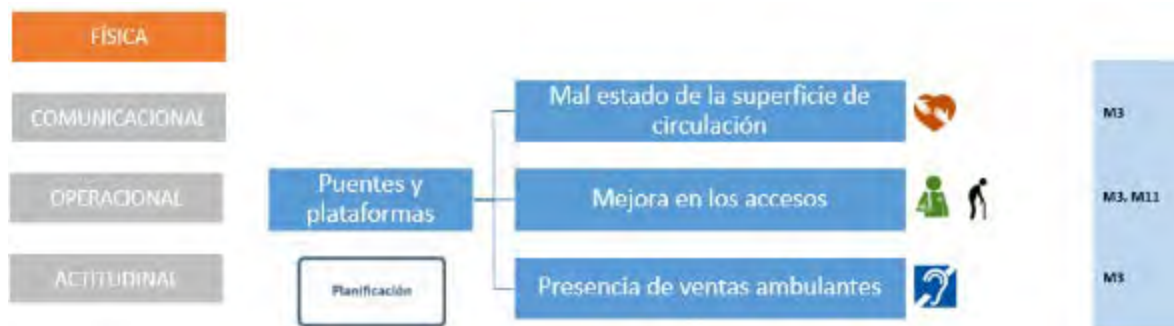 FÍSICA
COMUNICACIONAL
OPERACIONAL
ACTITUDINAL
Puentes y
plataformas
Planificación
Mal estado de la superficie de
circulación
M3
Mejora en los accesos
M3, M11
Presencia de ventas ambulantes
M3